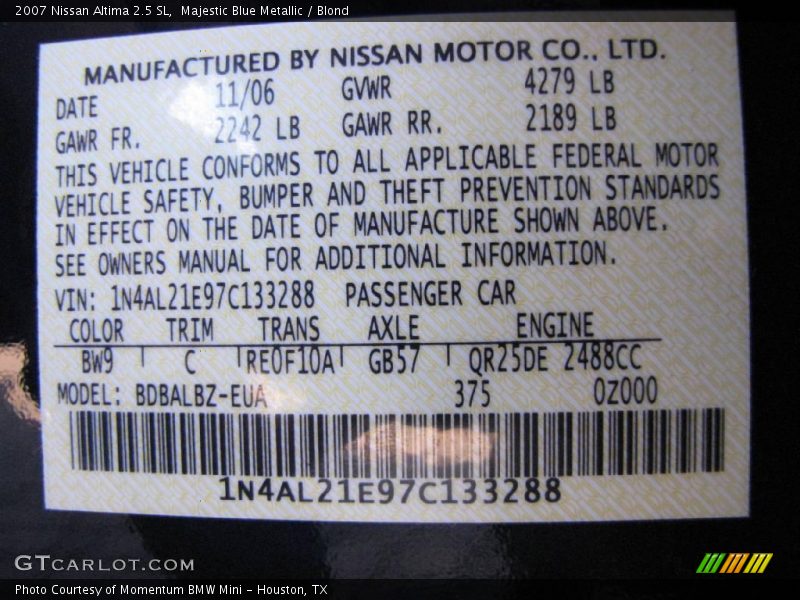 2007 Nissan Altima 2.5 SL,  Majestic Blue Metallic / Blond
MANUFACTURED BY NISSAN MOTOR CO., LTD.
DATE 11/06 GVWR 4279 LB
GAWR FR. 2242 LB GAWR RR. 2189 LB
THIS VEHICLE CONFORMS TO ALL APPLICABLE FEDERAL MOTOR
VEHICLE SAFETY, BUMPER AND THEFT PREVENTION STANDARDS
IN EFFECT ON THE DATE OF MANUFACTURE SHOWN ABOVE.
SEE OWNERS MANUAL FOR ADDITIONAL INFORMATION.
VIN: 1N4AL21E97C133288 PASSENGER CAR
COLOR TRIM TRANS AXLE ENGINE
BW9 C RE0F10A GB57 QR25DE 2488CC
MODEL: BDBALBZ-EUA 375 0Z000
1N4AL21E97C133288
GTCARLOT.COM
Photo Courtesy of Momentum BMW Mini - Houston, TX